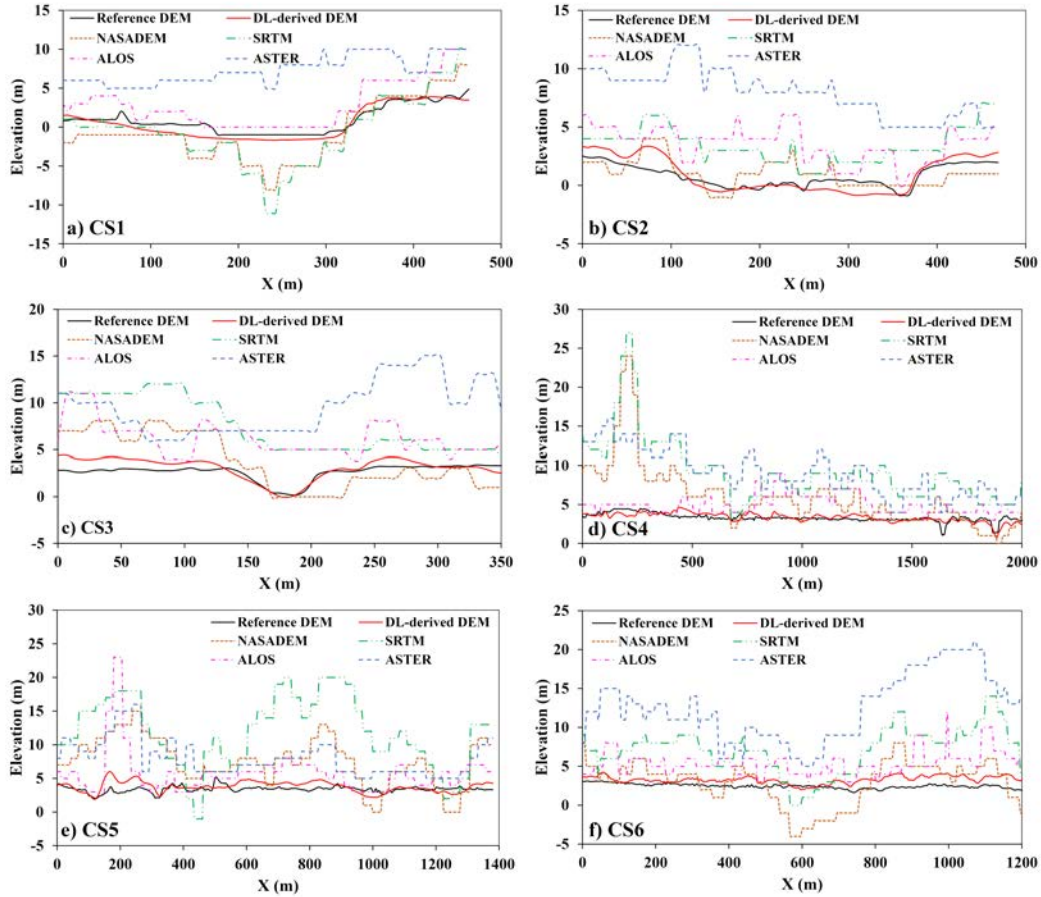 Reference DEM DL-derived DEM
NASADEM SRTM
ALOS ASTER
15
10
5
0
-5
-10
-15
Elevation (m)
a) CS1
0 100 200 300 400 500
X (m)
Reference DEM DL-derived DEM
NASADEM SRTM
ALOS ASTER
15
10
5
0
-5
Elevation (m)
b) CS2
0 100 200 300 400 500
X (m)
Reference DEM DL-derived DEM
NASADEM SRTM
ALOS ASTER
20
15
10
5
0
-5
Elevation (m)
c) CS3
0 50 100 150 200 250 300 350
X (m)
Reference DEM DL-derived DEM
NASADEM SRTM
ALOS ASTER
30
25
20
15
10
5
0
Elevation (m)
d) CS4
0 500 1000 1500 2000
X (m)
Reference DEM DL-derived DEM
NASADEM SRTM
ALOS ASTER
30
25
20
15
10
5
0
-5
Elevation (m)
e) CS5
0 200 400 600 800 1000 1200 1400
X (m)
Reference DEM DL-derived DEM
NASADEM SRTM
ALOS ASTER
25
20
15
10
5
0
-5
Elevation (m)
f) CS6
0 200 400 600 800 1000 1200
X (m)